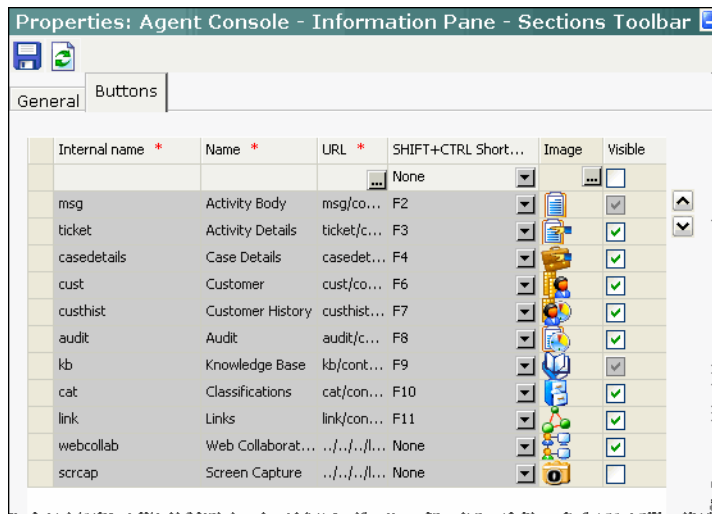 Properties: Agent Console - Information Pane - Sections Toolbar
General Buttons
Internal name * Name * URL * SHIFT+CTRL Short... Image Visible
... None ...
msg Activity Body msg/co... F2
ticket Activity Details ticket/c... F3
casedetails Case Details casedet... F4
cust Customer cust/co... F6
custhist Customer History custhist... F7
audit Audit audit/c... F8
kb Knowledge Base kb/cont... F9
cat Classifications cat/con... F10
link Links link/con... F11
webcollab Web Collaborat... ../../../l... None
scrcap Screen Capture ../../../l... None